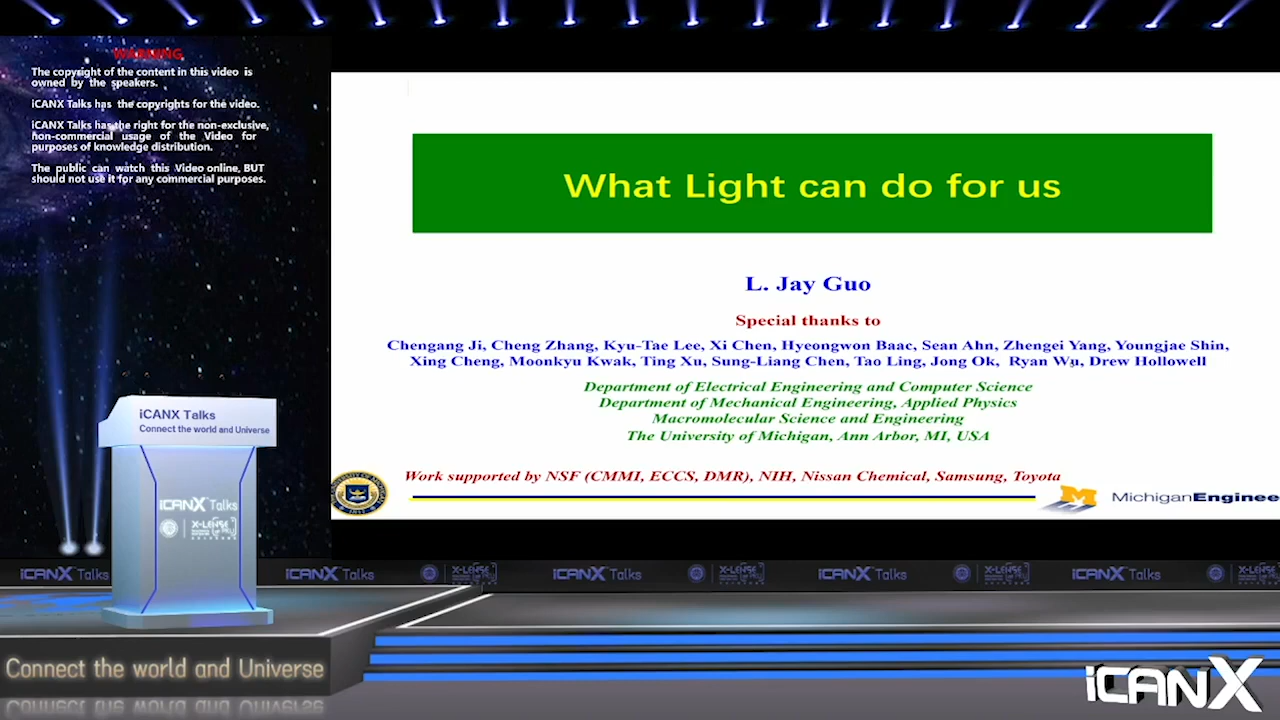 WARNING
The copyright of the content in this video is
owned by the speakers.
iCANX Talks has the copyrights for the video.
iCANX Talks has the right for the non-exclusive,
non-commercial usage of the Video for
purposes of knowledge distribution.
The public can watch this Video online, BUT
should not use it for any commercial purposes.
What Light can do for us
L. Jay Guo
Special thanks to
Chengang Ji, Cheng Zhang, Kyu-Tae Lee, Xi Chen, Hyeongwon Baac, Sean Ahn, Zhengei Yang, Youngjae Shin,
Xing Cheng, Moonkyu Kwak, Ting Xu, Sung-Liang Chen, Tao Ling, Jong Ok, Ryan Wu, Drew Hollowell
Department of Electrical Engineering and Computer Science
Department of Mechanical Engineering, Applied Physics
Macromolecular Science and Engineering
The University of Michigan, Ann Arbor, MI, USA
Work supported by NSF (CMMI, ECCS, DMR), NIH, Nissan Chemical, Samsung, Toyota
M MichiganEnginee
iCANX Talks
Connect the world and Universe
iCANX Talks
X-LENSE
iCANX Talks
iCANX Talks X-LENSE
iCANX Talks X-LENSE
iCANX Talks X-LENSE
iCANX Talks X-LENSE
Connect the world and Universe
iCANX